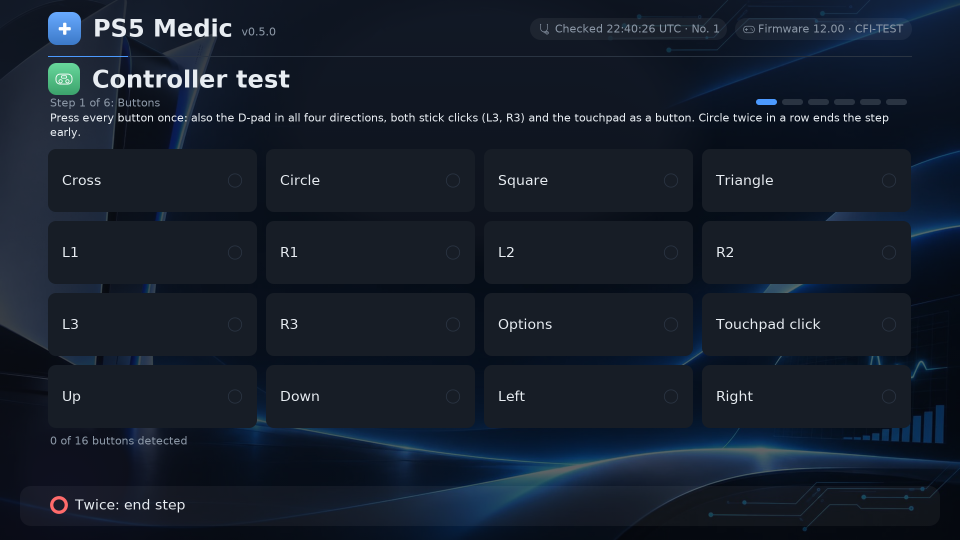 PS5 Medic v0.5.0
Checked 22:40:26 UTC · No. 1
Firmware 12.00 · CFI-TEST
Controller test
Step 1 of 6: Buttons
Press every button once: also the D-pad in all four directions, both stick clicks (L3, R3) and the touchpad as a button. Circle twice in a row ends the step
early.
Cross
Circle
Square
Triangle
L1
R1
L2
R2
L3
R3
Options
Touchpad click
Up
Down
Left
Right
0 of 16 buttons detected
Twice: end step